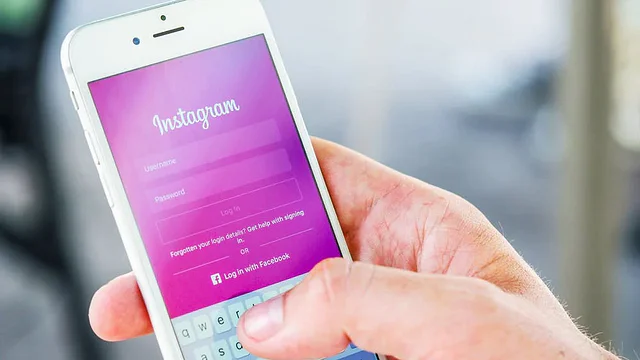 Instagram
Username
Password
Log In
Forgotten your login details? Get help with signing
in.
OR
Log in with Facebook
q w e
a s d